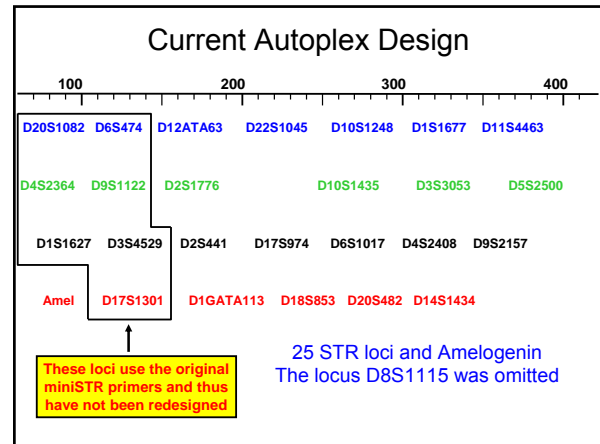 Current Autoplex Design
100 200 300 400
D20S1082 D6S474 D12ATA63 D22S1045 D10S1248 D1S1677 D11S4463
D4S2364 D9S1122 D2S1776 D10S1435 D3S3053 D5S2500
D1S1627 D3S4529 D2S441 D17S974 D6S1017 D4S2408 D9S2157
Amel D17S1301 D1GATA113 D18S853 D20S482 D14S1434
These loci use the original
miniSTR primers and thus
have not been redesigned
25 STR loci and Amelogenin
The locus D8S1115 was omitted